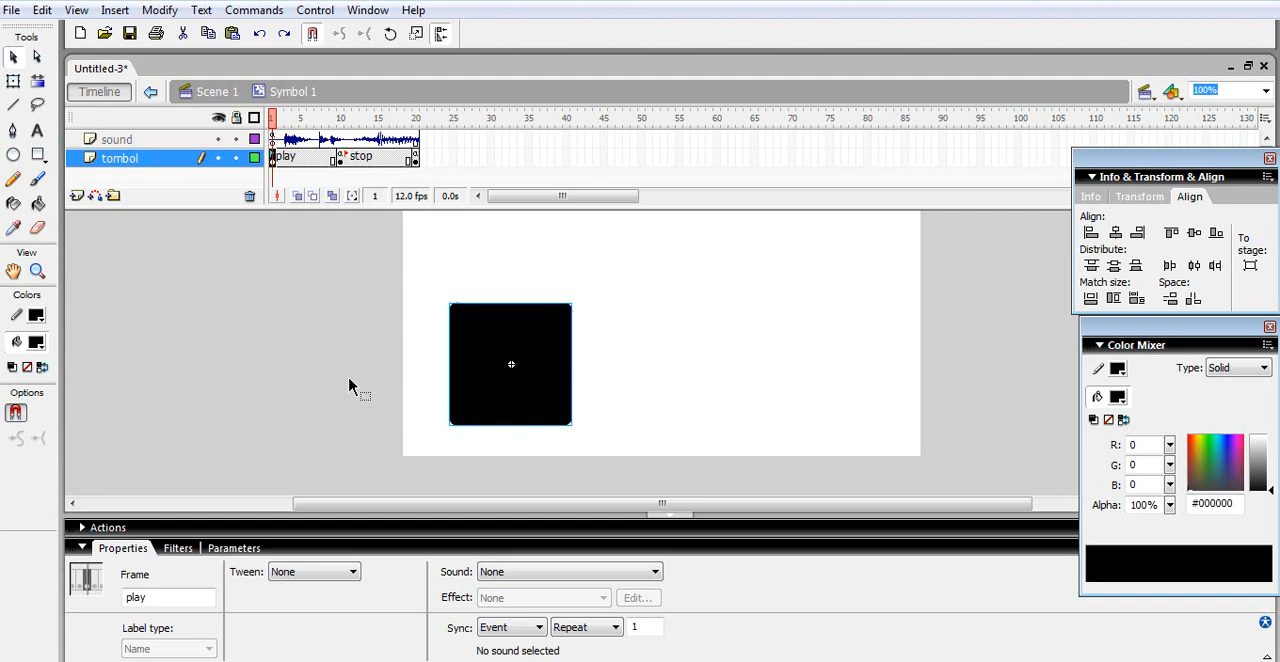 File Edit View Insert Modify Text Commands Control Window Help
Tools
Untitled-3*
Timeline Scene 1 Symbol 1 100%
1 5 10 15 20 25 30 35 40 45 50 55 60 65 70 75 80 85 90 95 100 105 110 115 120 125 130
sound
tombol play stop
1 12.0 fps 0.0s
View
Colors
Options
Info & Transform & Align
Info Transform Align
Align:
Distribute:
To stage:
Match size: Space:
Color Mixer
Type: Solid
R: 0
G: 0
B: 0
Alpha: 100% #000000
Actions
Properties Filters Parameters
Frame Tween: None Sound: None
play Effect: None Edit...
Label type: Sync: Event Repeat 1
Name No sound selected